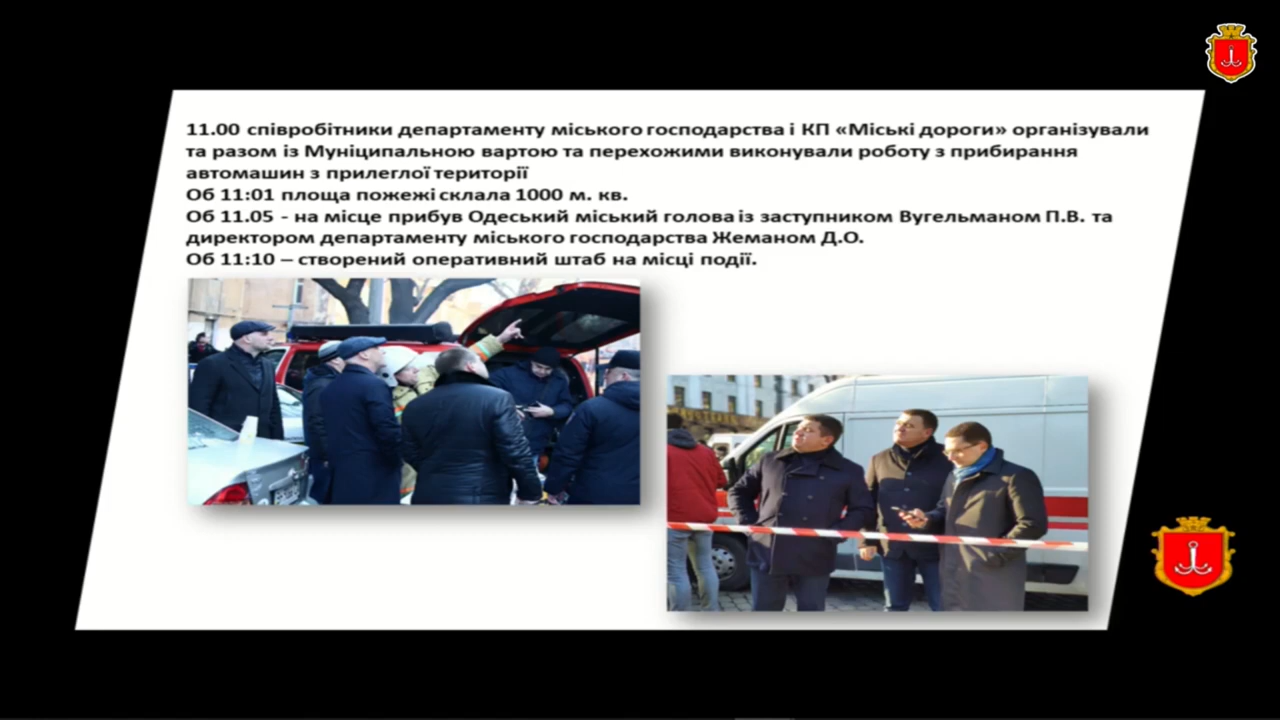 11.00 співробітники департаменту міського господарства і КП «Міські дороги» організували
та разом із Муніципальною вартою та перехожими виконували роботу з прибирання
автомашин з прилеглої території
Об 11:01 площа пожежі склала 1000 м. кв.
Об 11.05 - на місце прибув Одеський міський голова із заступником Вугельманом П.В. та
директором департаменту міського господарства Жеманом Д.О.
Об 11:10 – створений оперативний штаб на місці події.